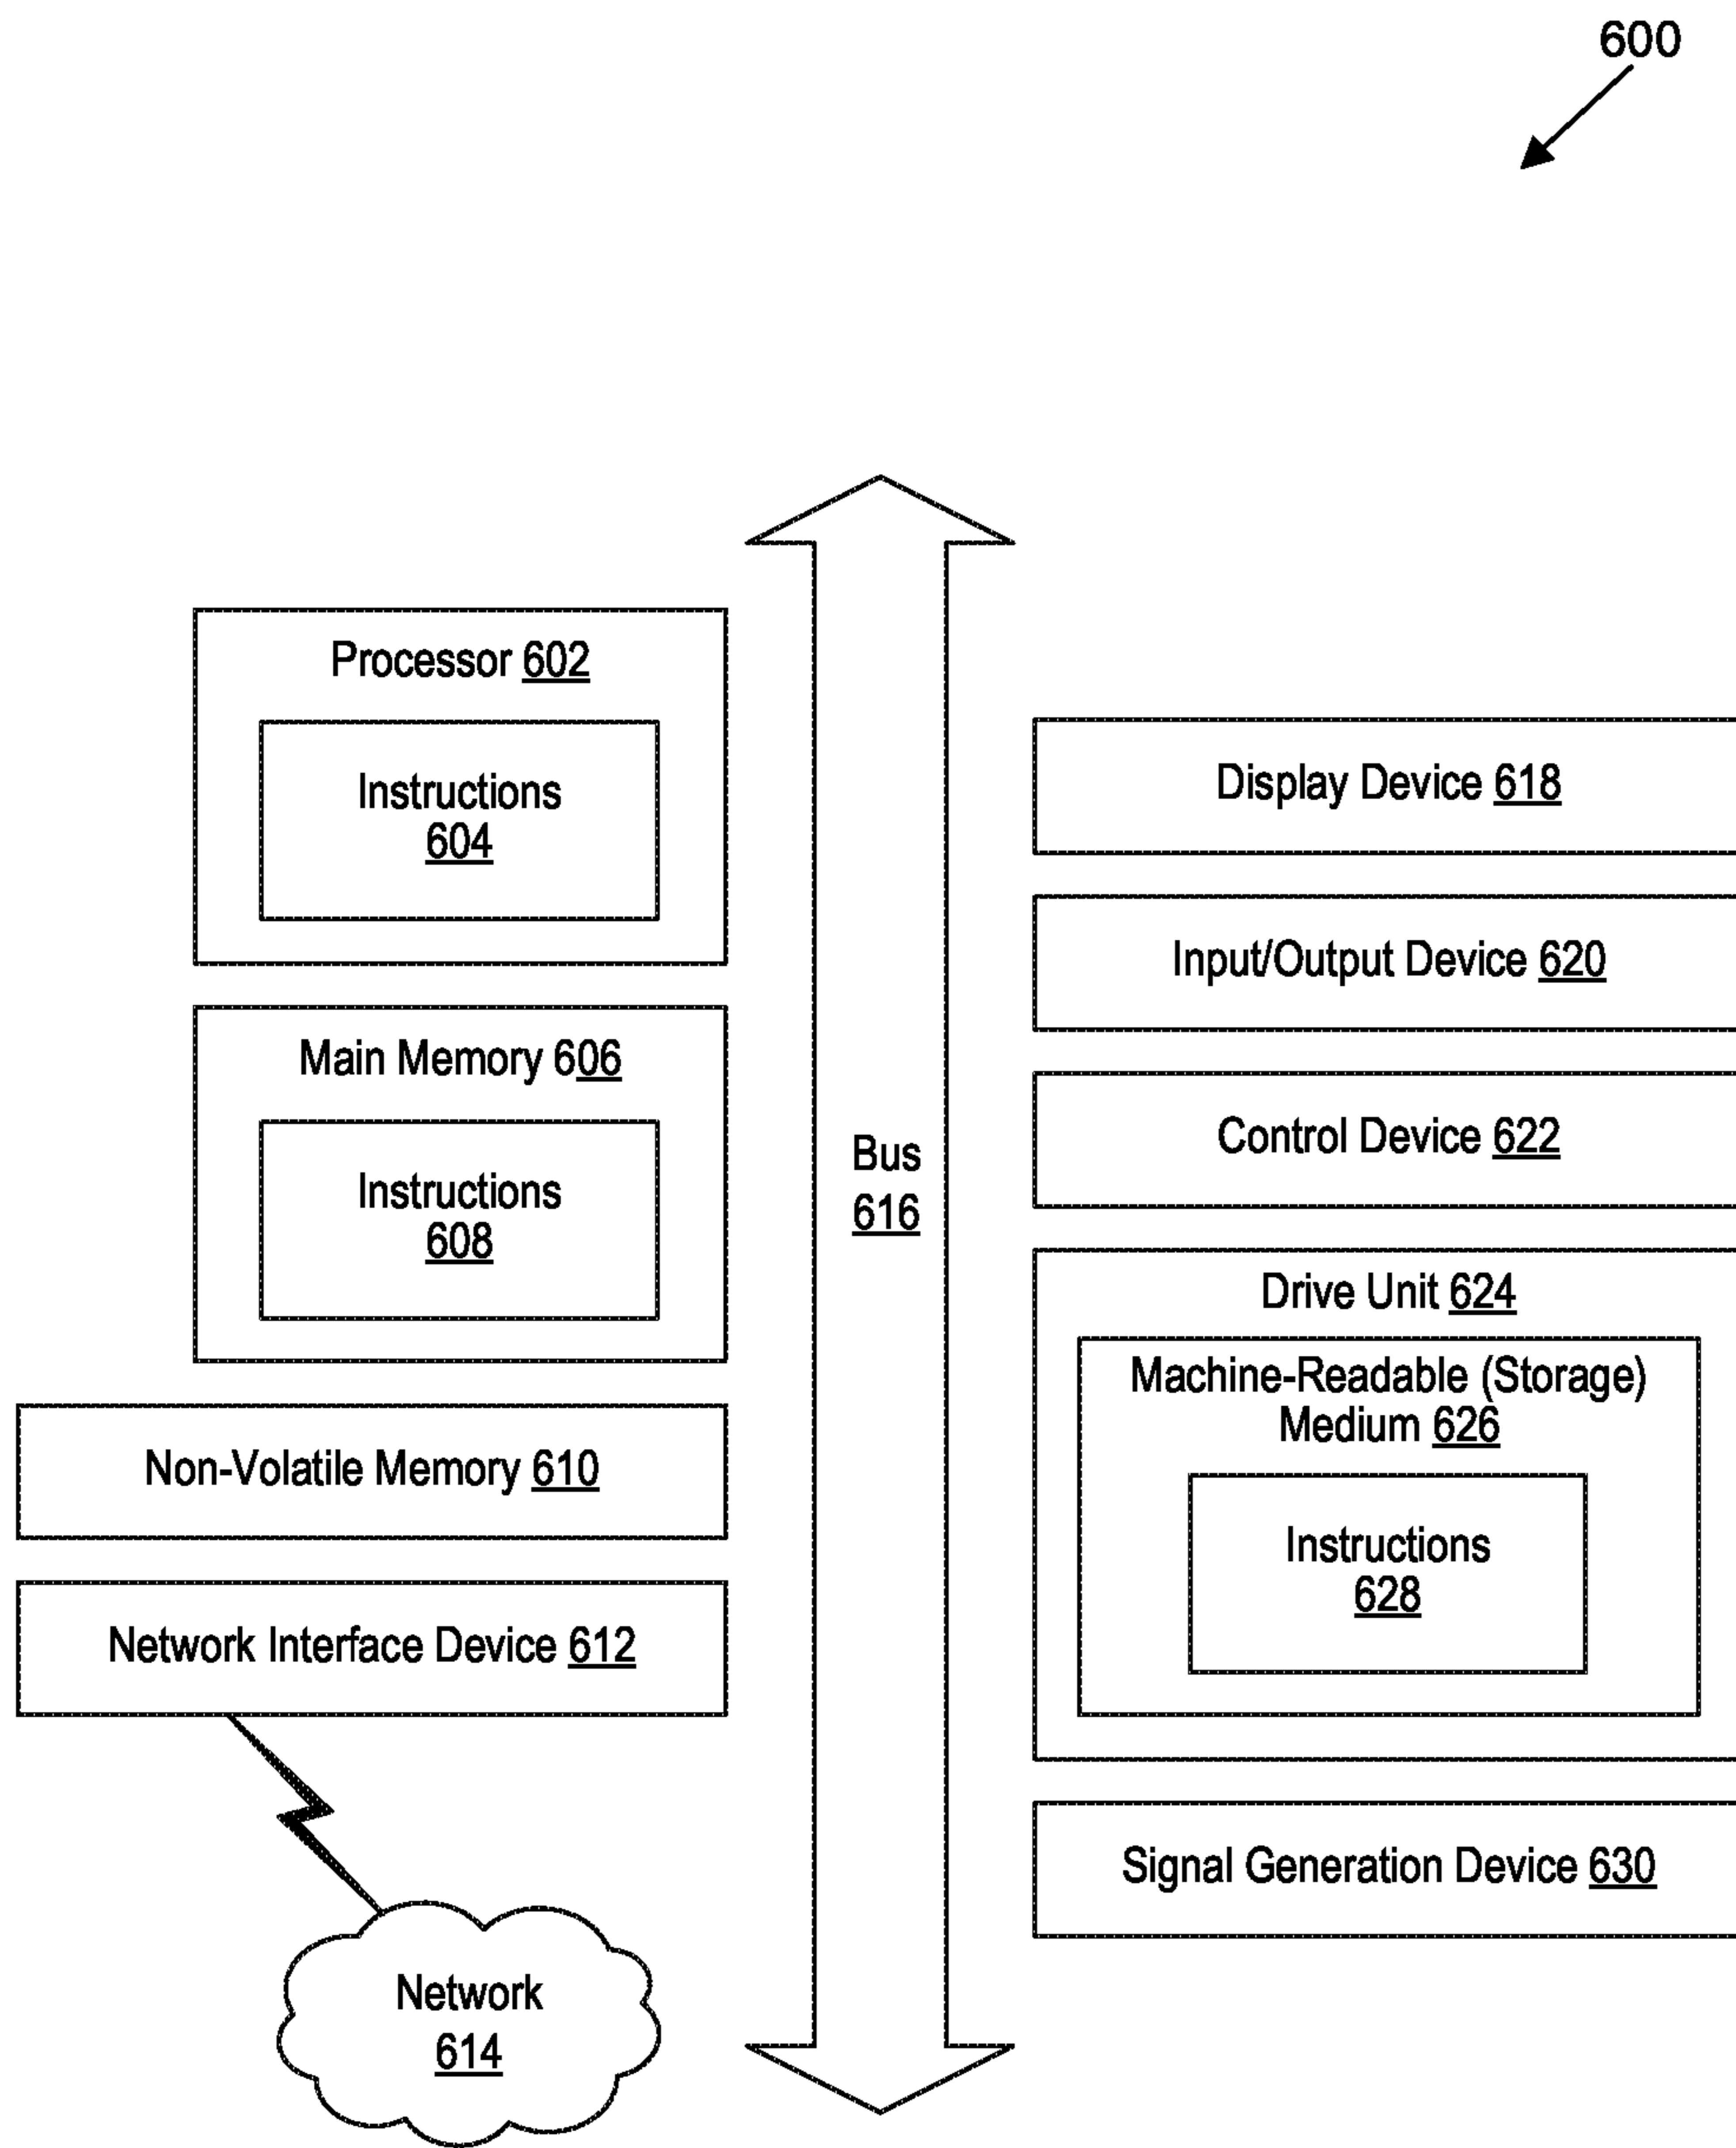 600
Processor 602
Instructions
604
Main Memory 606
Instructions
608
Non-Volatile Memory 610
Network Interface Device 612
Network
614
Bus
616
Display Device 618
Input/Output Device 620
Control Device 622
Drive Unit 624
Machine-Readable (Storage)
Medium 626
Instructions
628
Signal Generation Device 630